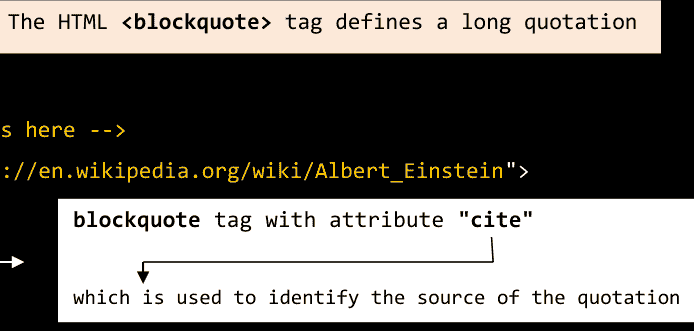 The HTML <blockquote> tag defines a long quotation
s here -->
://en.wikipedia.org/wiki/Albert_Einstein">
blockquote tag with attribute "cite"
which is used to identify the source of the quotation